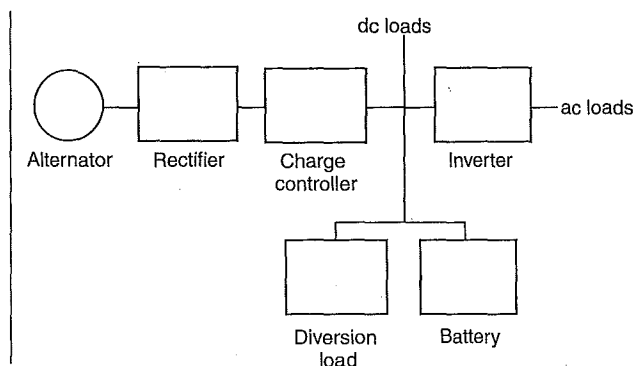 dc loads
ac loads
Alternator
Rectifier
Charge
controller
Inverter
Diversion
load
Battery